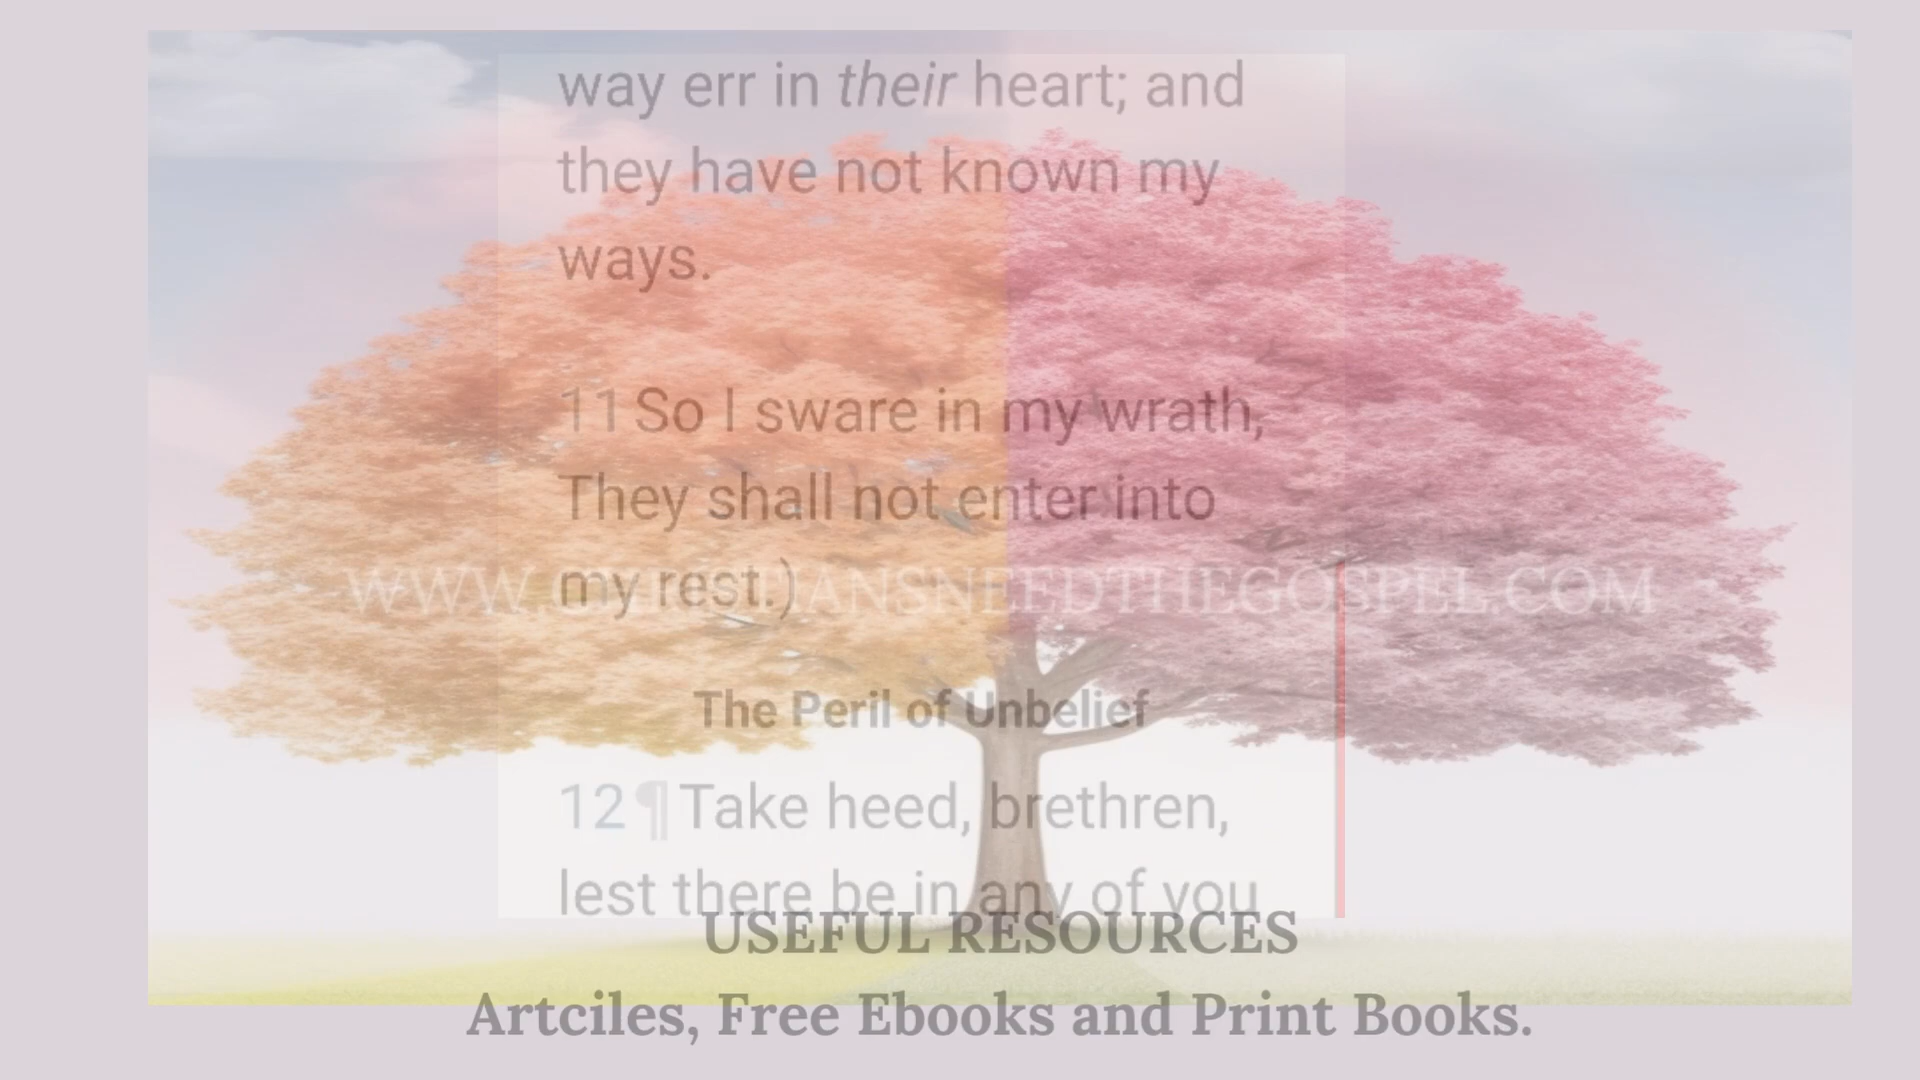 way err in their heart; and
they have not known my
ways.
11 So I sware in my wrath,
They shall not enter into
my rest.)
WWW.CHRISTIANSNEEDTHEGOSPEL.COM
The Peril of Unbelief
12 ¶ Take heed, brethren,
lest there be in any of you
USEFUL RESOURCES
Artciles, Free Ebooks and Print Books.